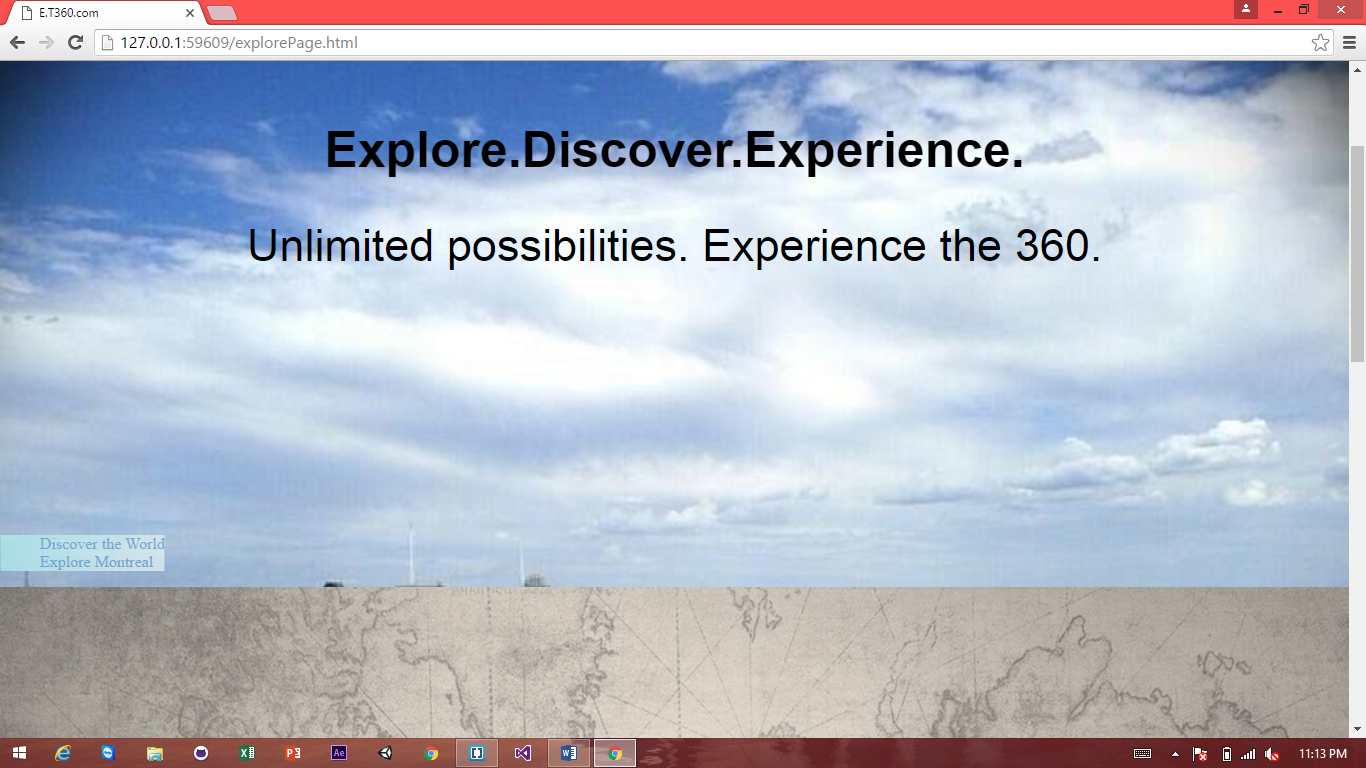 E.T360.com
127.0.0.1:59609/explorePage.html
Explore.Discover.Experience.
Unlimited possibilities. Experience the 360.
Discover the World
Explore Montreal
11:13 PM